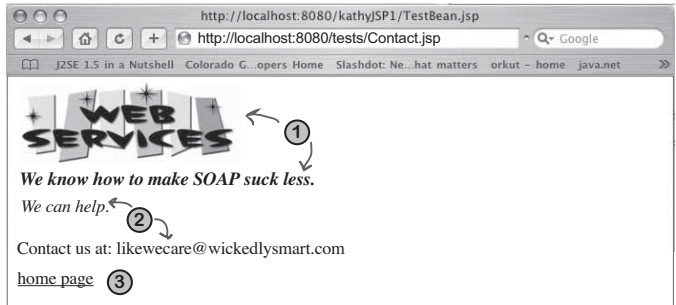 http://localhost:8080/kathyJSP1/TestBean.jsp
http://localhost:8080/tests/Contact.jsp
Q- Google
J2SE 1.5 in a Nutshell Colorado G...opers Home Slashdot: Ne...hat matters orkut - home java.net »
WEB
SERVICES
1
We know how to make SOAP suck less.
We can help.
2
Contact us at: likewecare@wickedlysmart.com
home page 3